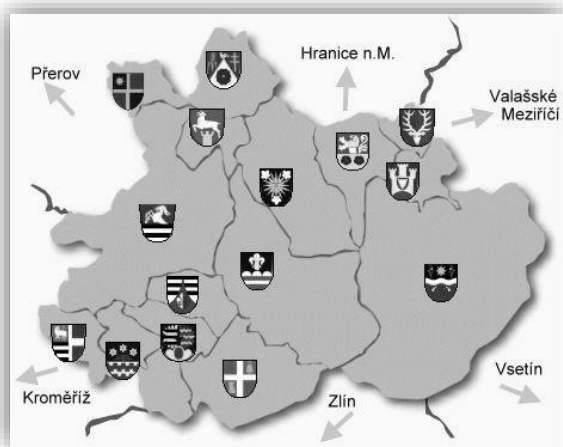 Přerov
Hranice n.M.
Valašské
Meziříčí
Kroměříž
Zlín
Vsetín